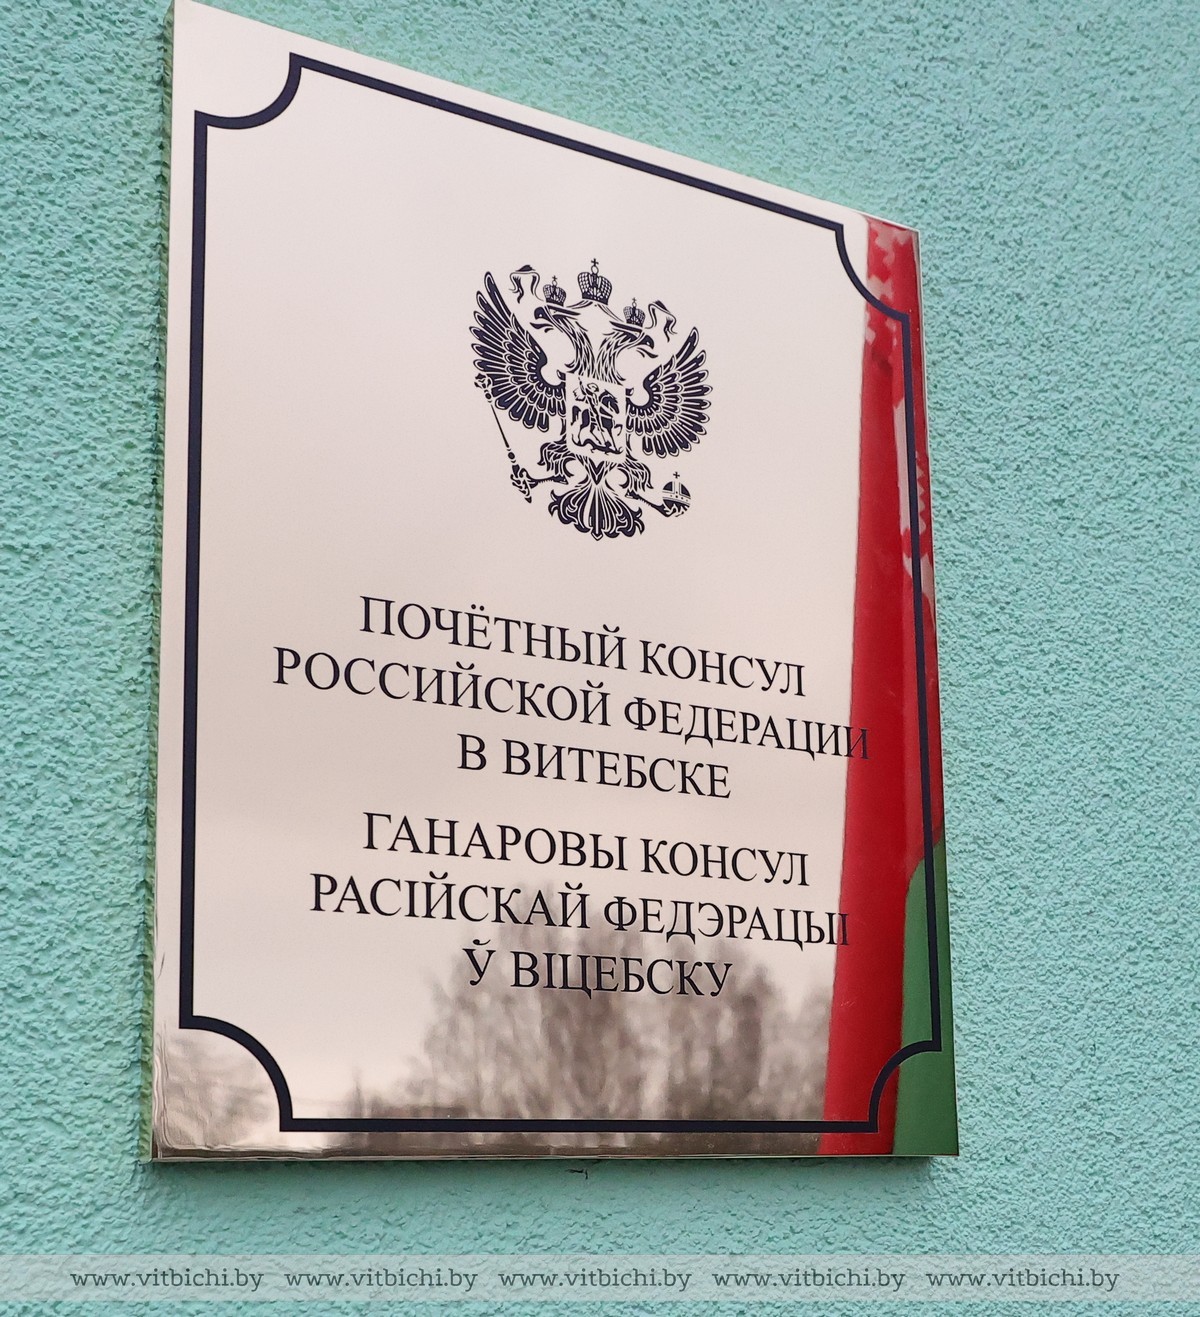 ПОЧЁТНЫЙ КОНСУЛ
РОССИЙСКОЙ ФЕДЕРАЦИИ
В ВИТЕБСКЕ
ГАНАРОВЫ КОНСУЛ
РАСІЙСКАЙ ФЕДЭРАЦЫІ
Ў ВІЦЕБСКУ
www.vitbichi.by www.vitbichi.by www.vitbichi.by www.vitbichi.by www.vitbichi.by